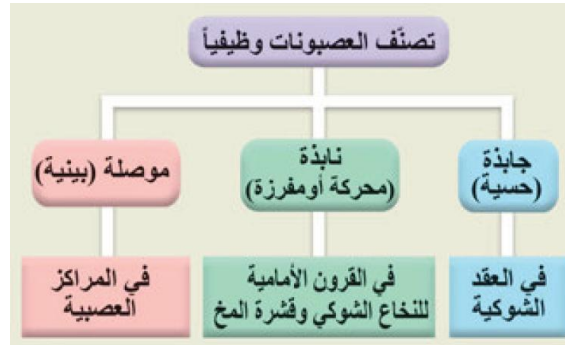 تصنّف العصبونات وظيفياً
جابذة
(حسية)
نابذة
(محركة أومفرزة)
موصلة (بينية)
في العقد
الشوكية
في القرون الأمامية
للنخاع الشوكي وقشرة المخ
في المراكز
العصبية